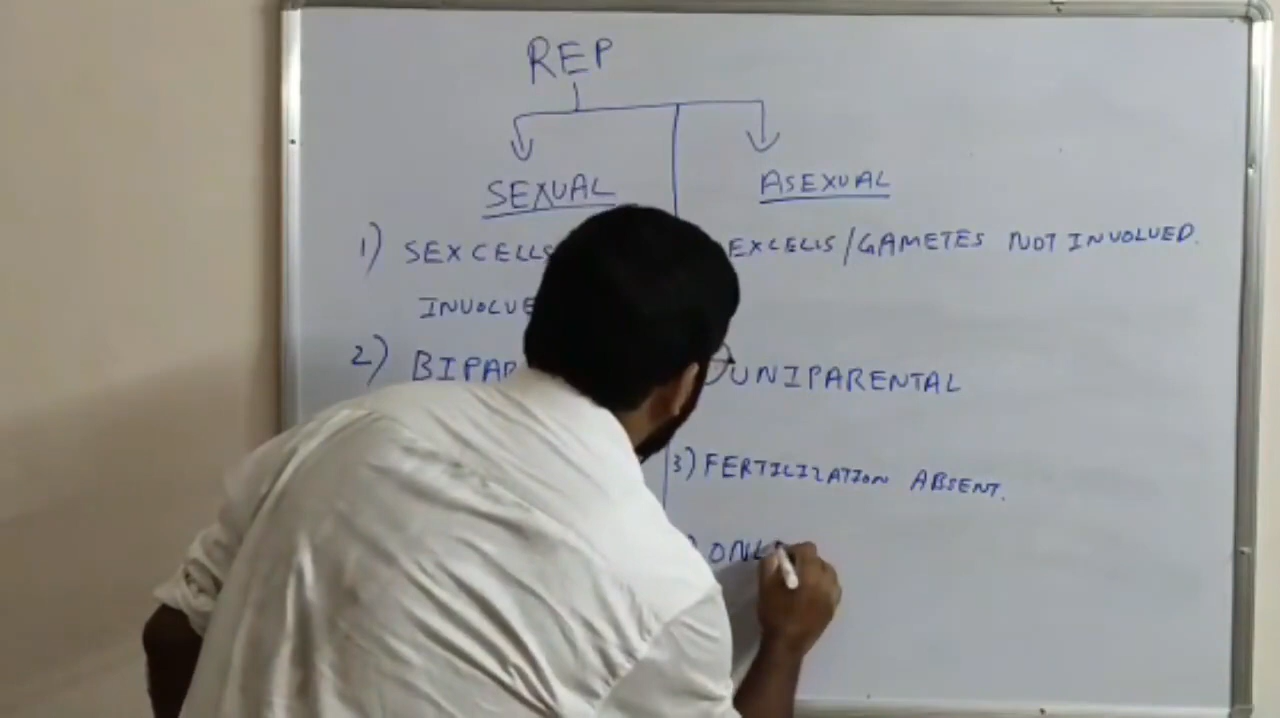 REP
SEXUAL ASEXUAL
1) SEX CELLS EXCELLS/GAMETES NOT INVOLVED.
INVOLVE
2) BIPAR UNIPARENTAL
3) FERTILIZATION ABSENT.
ONL